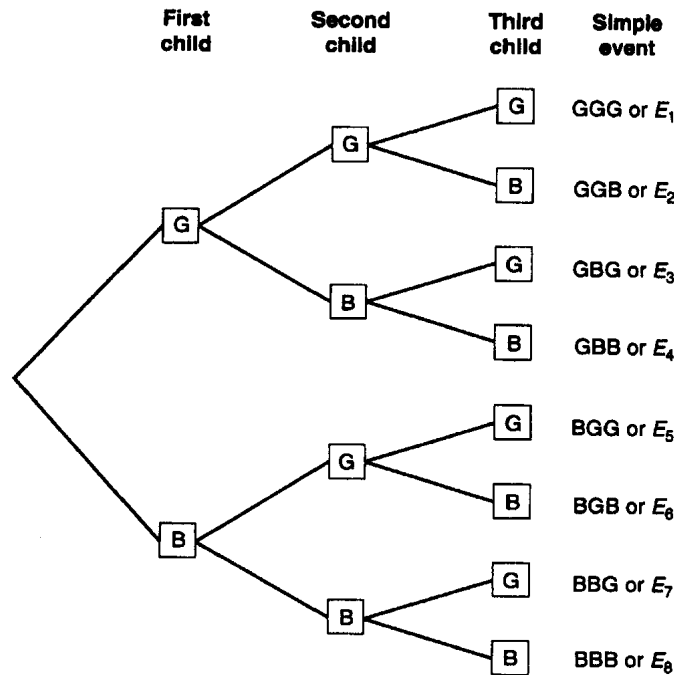 First child
Second child
Third child
Simple event
G
GGG or E1
G
B
GGB or E2
G
G
GBG or E3
B
B
GBB or E4
G
BGG or E5
G
B
BGB or E6
B
G
BBG or E7
B
B
BBB or E8